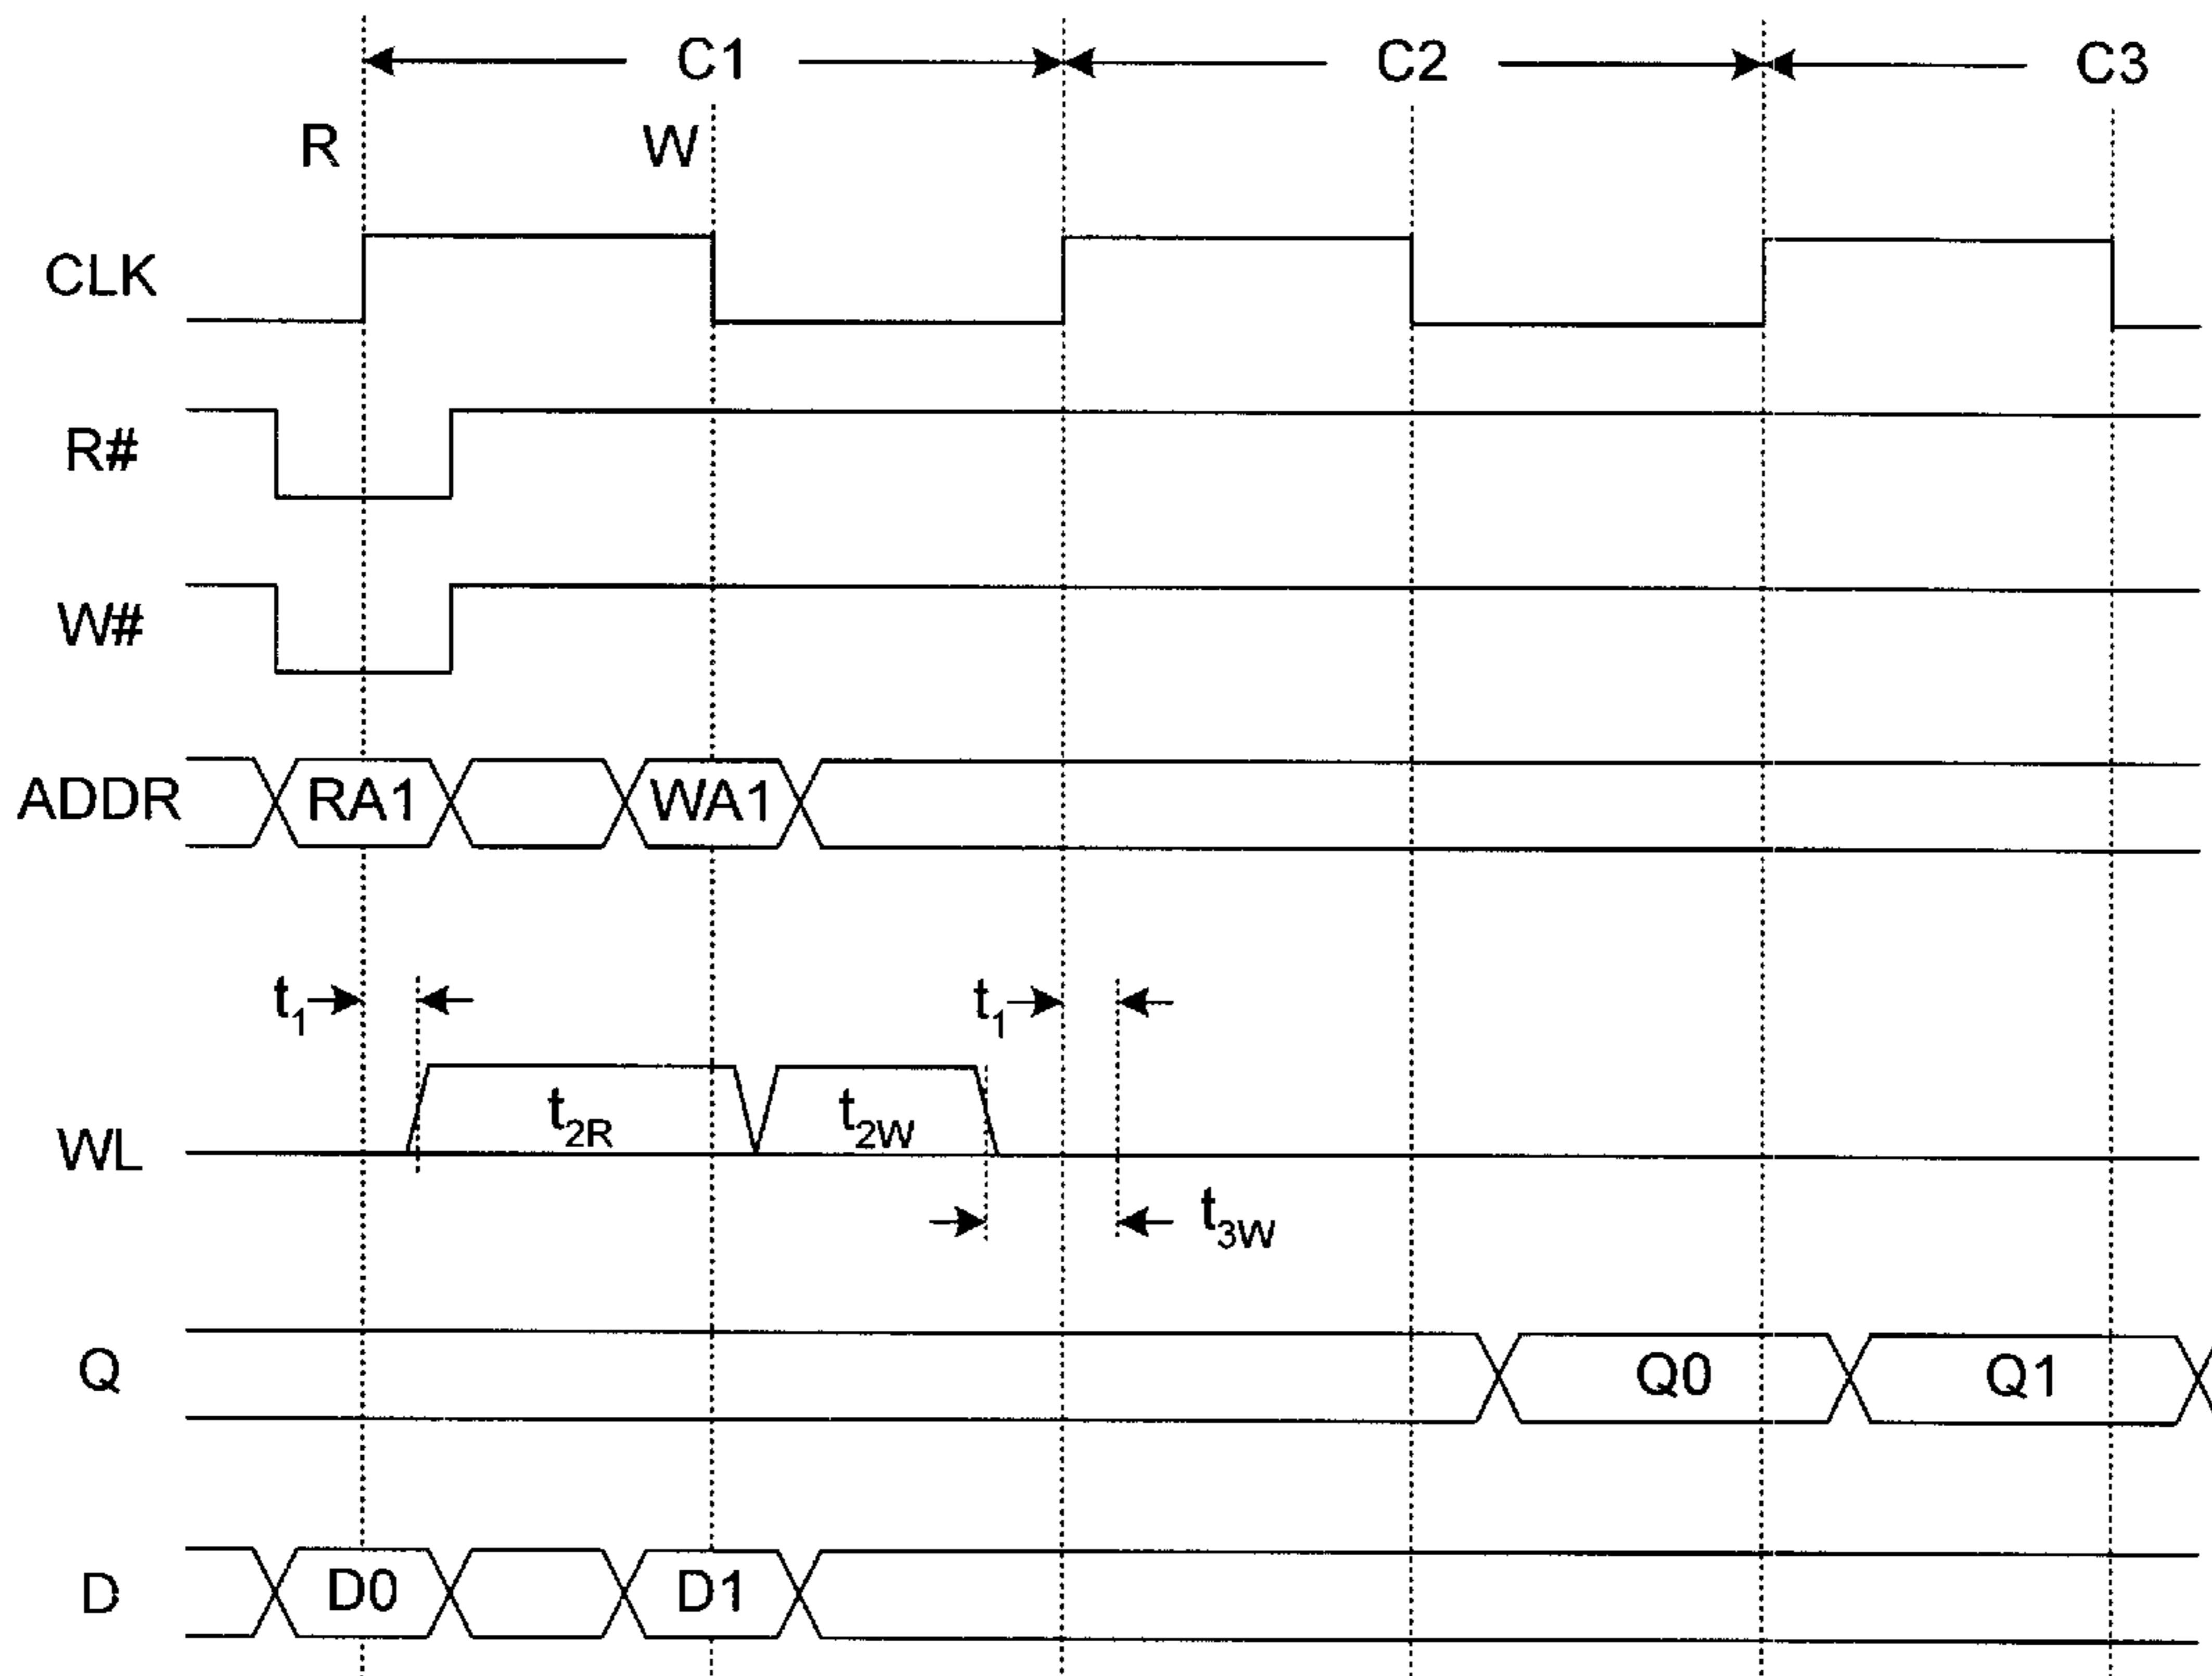 C1 C2 C3
R W
CLK
R#
W#
ADDR RA1 WA1
t1 t1
WL t2R t2W
t3W
Q Q0 Q1
D D0 D1